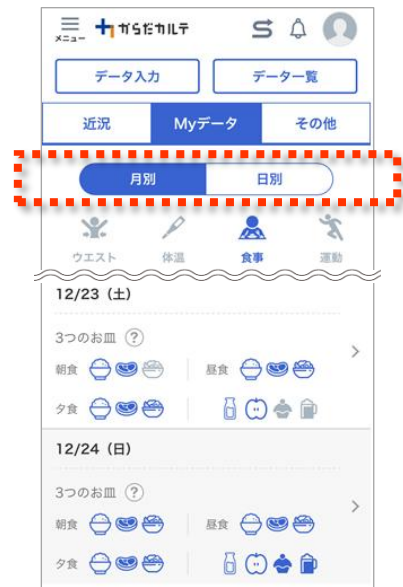 メニュー からだカルテ
データ入力 データ一覧
近況 Myデータ その他
月別 日別
ウエスト 体温 食事 運動
12/23（土）
3つのお皿 ?
朝食 昼食
夕食
12/24（日）
3つのお皿 ?
朝食 昼食
夕食